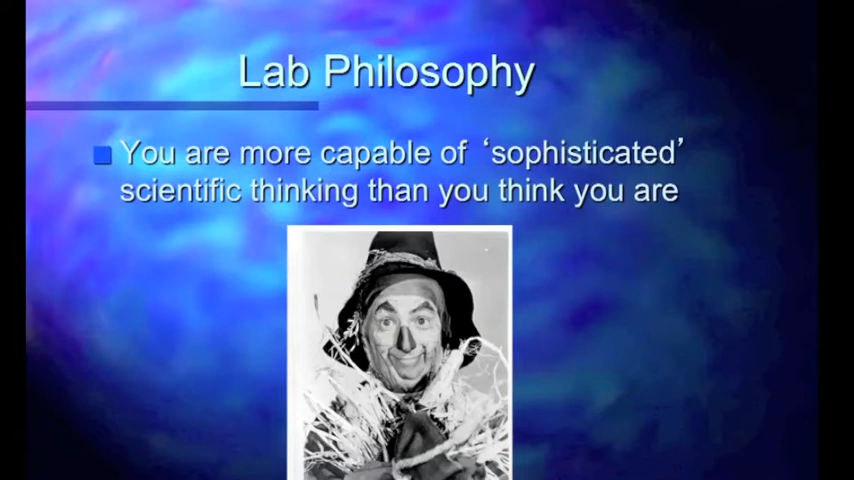 Lab Philosophy
You are more capable of ‘sophisticated’
scientific thinking than you think you are